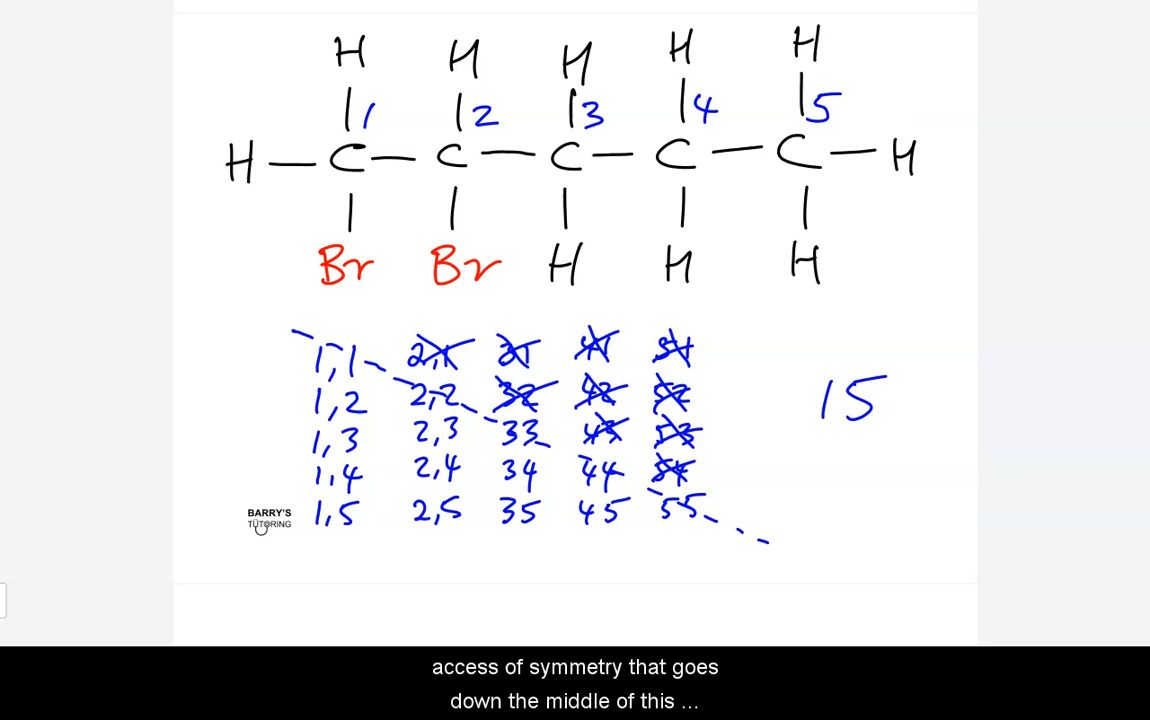 H H H H H
1 2 3 4 5
H C C C C C H
Br Br H H H
1,1 2,1 31 41 51
1,2 2,2 32 42 52
1,3 2,3 33 43 53
15
1,4 2,4 34 44 54
1,5 2,5 35 45 55
BARRY'S
TUTORING
access of symmetry that goes
down the middle of this ...